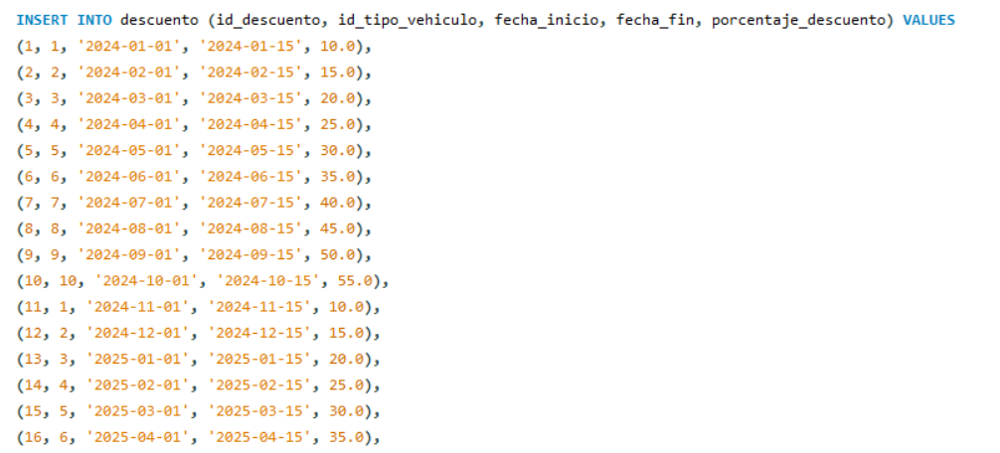 INSERT INTO descuento (id_descuento, id_tipo_vehiculo, fecha_inicio, fecha_fin, porcentaje_descuento) VALUES
(1, 1, '2024-01-01', '2024-01-15', 10.0),
(2, 2, '2024-02-01', '2024-02-15', 15.0),
(3, 3, '2024-03-01', '2024-03-15', 20.0),
(4, 4, '2024-04-01', '2024-04-15', 25.0),
(5, 5, '2024-05-01', '2024-05-15', 30.0),
(6, 6, '2024-06-01', '2024-06-15', 35.0),
(7, 7, '2024-07-01', '2024-07-15', 40.0),
(8, 8, '2024-08-01', '2024-08-15', 45.0),
(9, 9, '2024-09-01', '2024-09-15', 50.0),
(10, 10, '2024-10-01', '2024-10-15', 55.0),
(11, 1, '2024-11-01', '2024-11-15', 10.0),
(12, 2, '2024-12-01', '2024-12-15', 15.0),
(13, 3, '2025-01-01', '2025-01-15', 20.0),
(14, 4, '2025-02-01', '2025-02-15', 25.0),
(15, 5, '2025-03-01', '2025-03-15', 30.0),
(16, 6, '2025-04-01', '2025-04-15', 35.0),